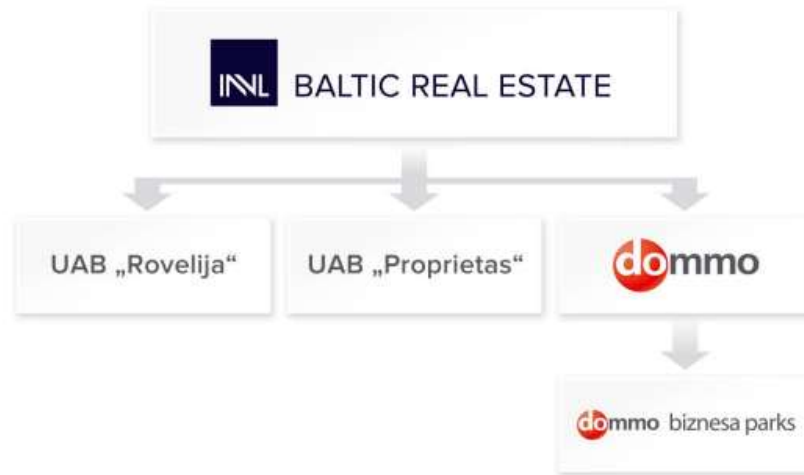 INVL BALTIC REAL ESTATE
UAB „Rovelija“
UAB „Proprietas“
dommo
dommo biznesa parks